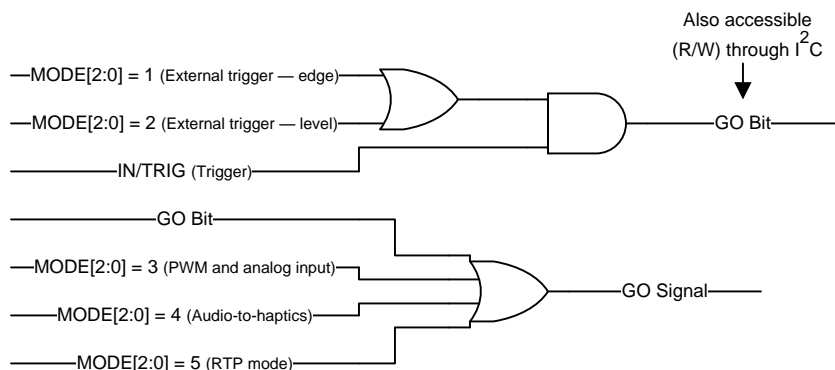 Also accessible
(R/W) through I²C
MODE[2:0] = 1 (External trigger — edge)
MODE[2:0] = 2 (External trigger — level)
GO Bit
IN/TRIG (Trigger)
GO Bit
MODE[2:0] = 3 (PWM and analog input)
GO Signal
MODE[2:0] = 4 (Audio-to-haptics)
MODE[2:0] = 5 (RTP mode)